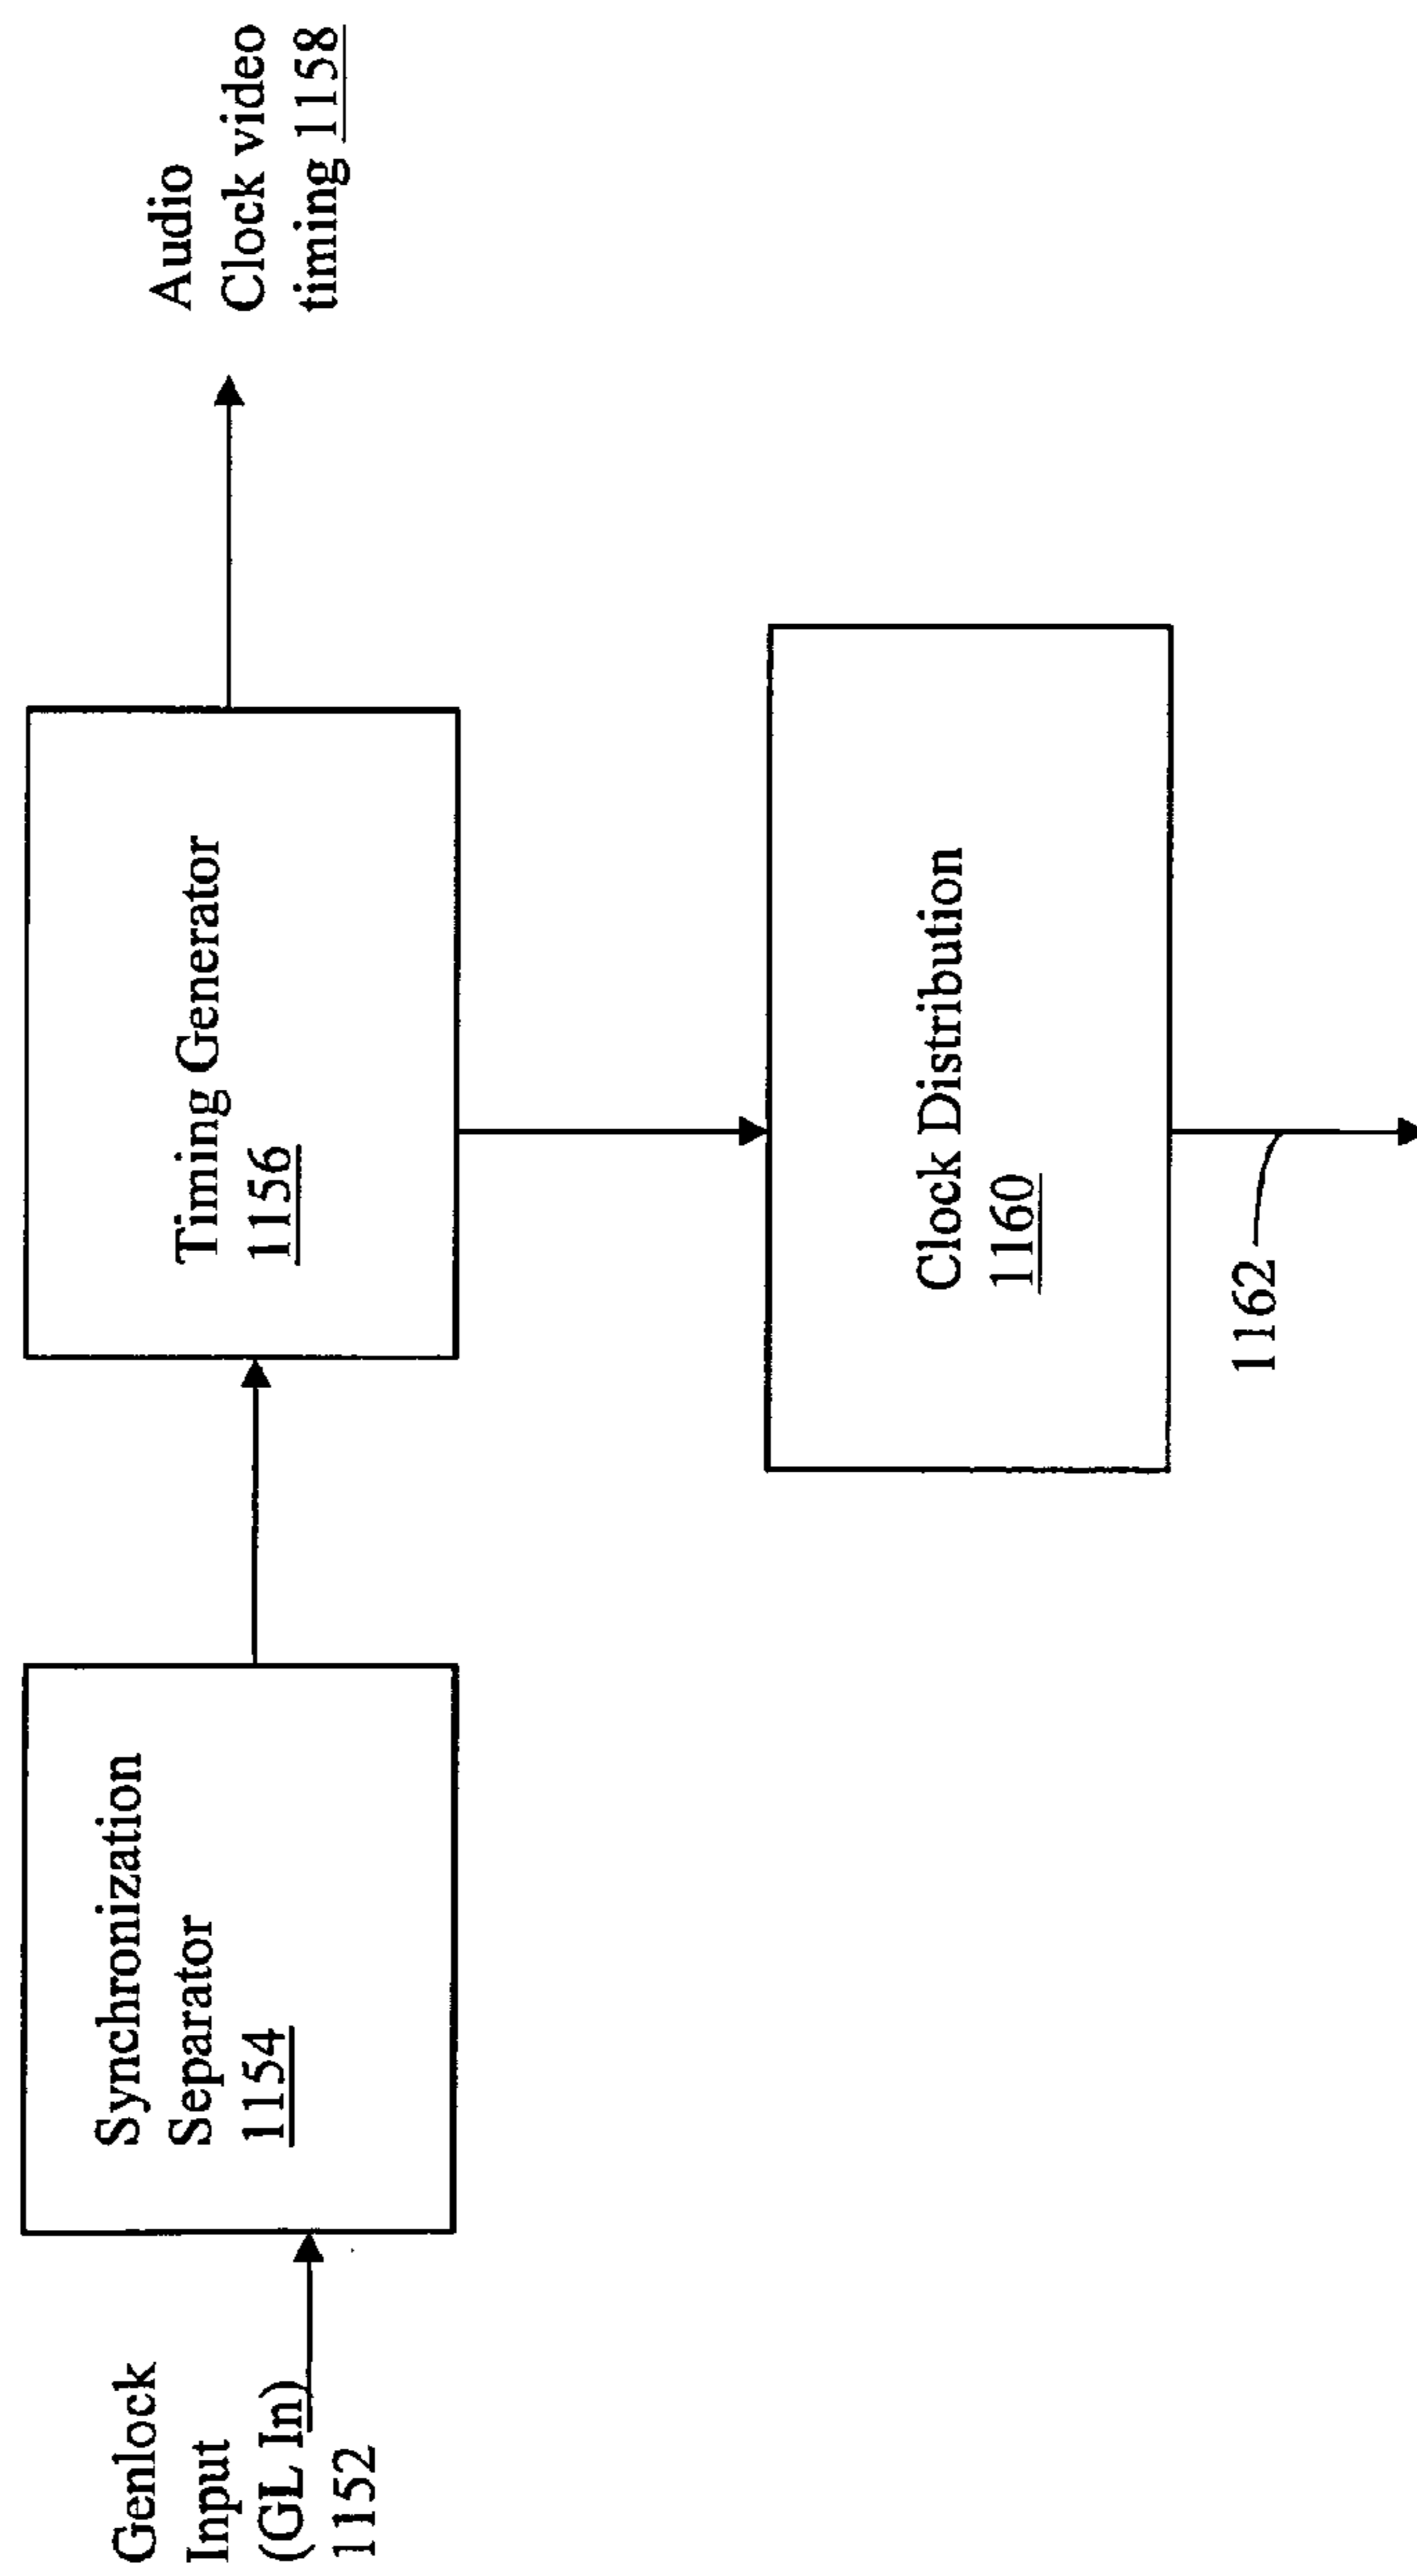 Genlock
Input
(GL In)
1152
Synchronization
Separator
1154
Timing Generator
1156
Audio
Clock video
timing 1158
Clock Distribution
1160
1162